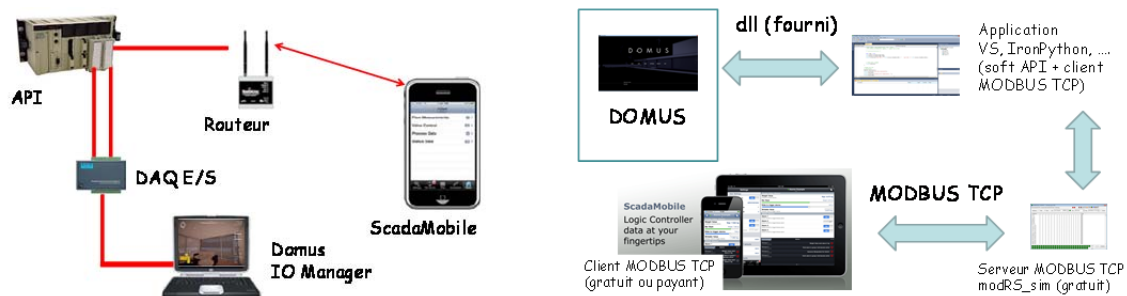 API
Routeur
DAQ E/S
ScadaMobile
Domus
IO Manager
DOMUS
dll (fourni)
Application
VS, IronPython, ....
(soft API + client
MODBUS TCP)
DOMUS
ScadaMobile
Logic Controller
data at your
fingertips
MODBUS TCP
Client MODBUS TCP
(gratuit ou payant)
Serveur MODBUS TCP
modRS_sim (gratuit)